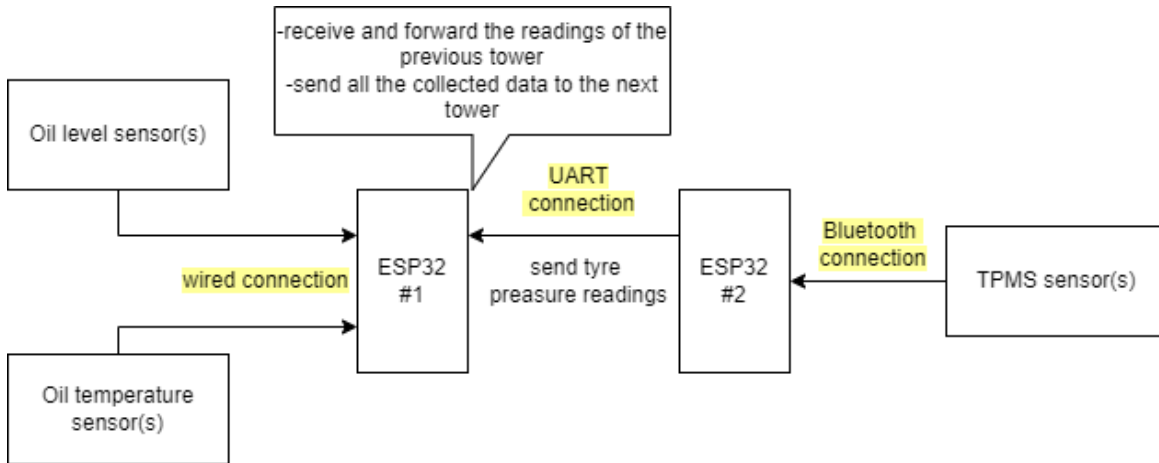 -receive and forward the readings of the
previous tower
-send all the collected data to the next
tower
Oil level sensor(s)
UART
connection
Bluetooth
connection
wired connection
ESP32
#1
send tyre
preasure readings
ESP32
#2
TPMS sensor(s)
Oil temperature
sensor(s)